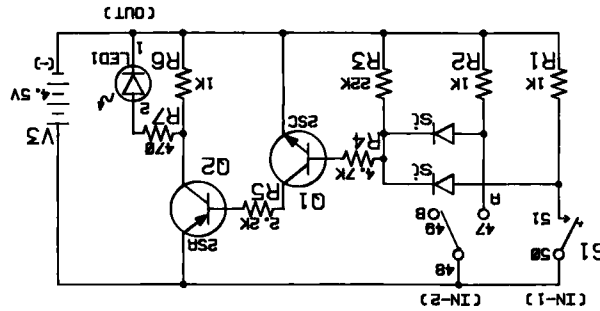 (IN-1)
(IN-2)
S1
50
51
48
49
B
47
A
Si
Si
R1
1K
R2
1K
R3
22K
R4
4.7K
Q1
2SC
R5
2.2K
Q2
2SA
R6
1K
R7
470
2
LED1
1
(OUT)
V3
4.5V
(-)